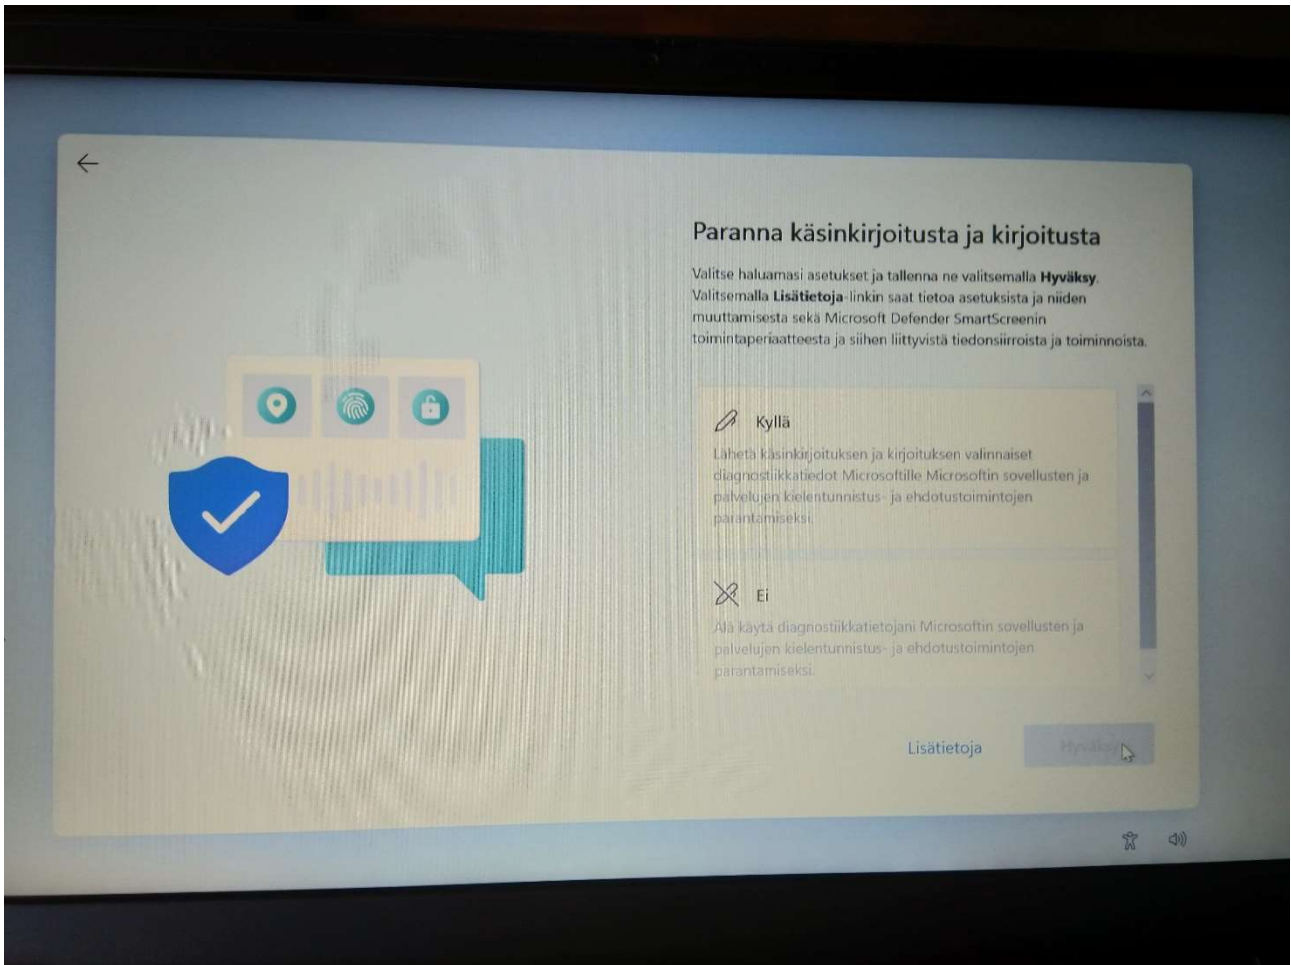 Paranna käsinkirjoitusta ja kirjoitusta
Valitse haluamasi asetukset ja tallenna ne valitsemalla Hyväksy.
Valitsemalla Lisätietoja-linkin saat tietoa asetuksista ja niiden
muuttamisesta sekä Microsoft Defender SmartScreenin
toimintaperiaatteesta ja siihen liittyvistä tiedonsiirroista ja toiminnoista.
Kyllä
Lähetä käsinkirjoituksen ja kirjoituksen valinnaiset
diagnostiikkatiedot Microsoftille Microsoftin sovellusten ja
palvelujen kielentunnistus- ja ehdotustoimintojen
parantamiseksi.
Ei
Älä käytä diagnostiikkatietojani Microsoftin sovellusten ja
palvelujen kielentunnistus- ja ehdotustoimintojen
parantamiseksi.
Lisätietoja
Hyväksy